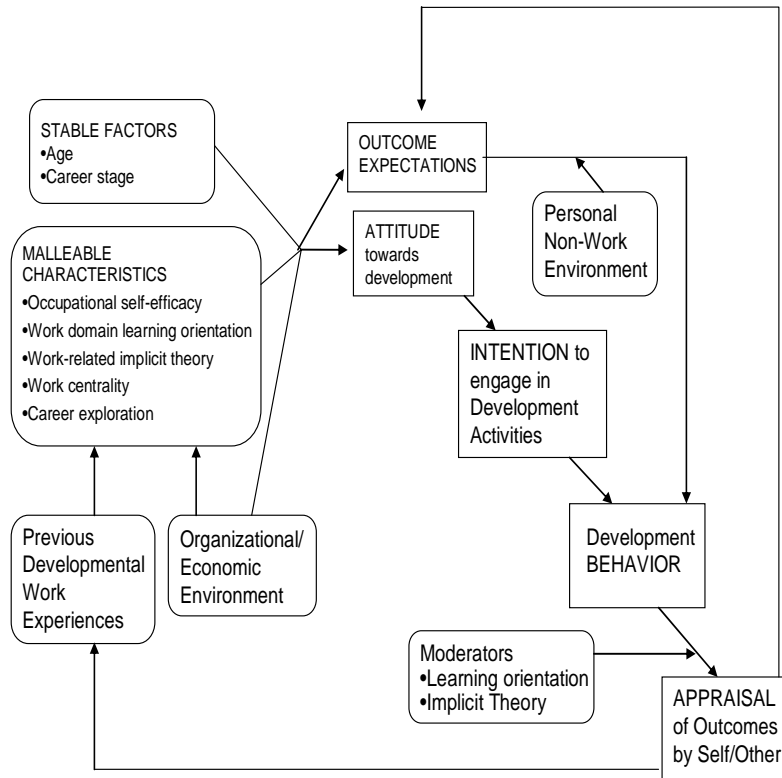 STABLE FACTORS
•Age
•Career stage
OUTCOME
EXPECTATIONS
Personal
Non-Work
Environment
ATTITUDE
towards
development
MALLEABLE
CHARACTERISTICS
•Occupational self-efficacy
•Work domain learning orientation
•Work-related implicit theory
•Work centrality
•Career exploration
INTENTION to
engage in
Development
Activities
Previous
Developmental
Work
Experiences
Organizational/
Economic
Environment
Development
BEHAVIOR
Moderators
•Learning orientation
•Implicit Theory
APPRAISAL
of Outcomes
by Self/Other